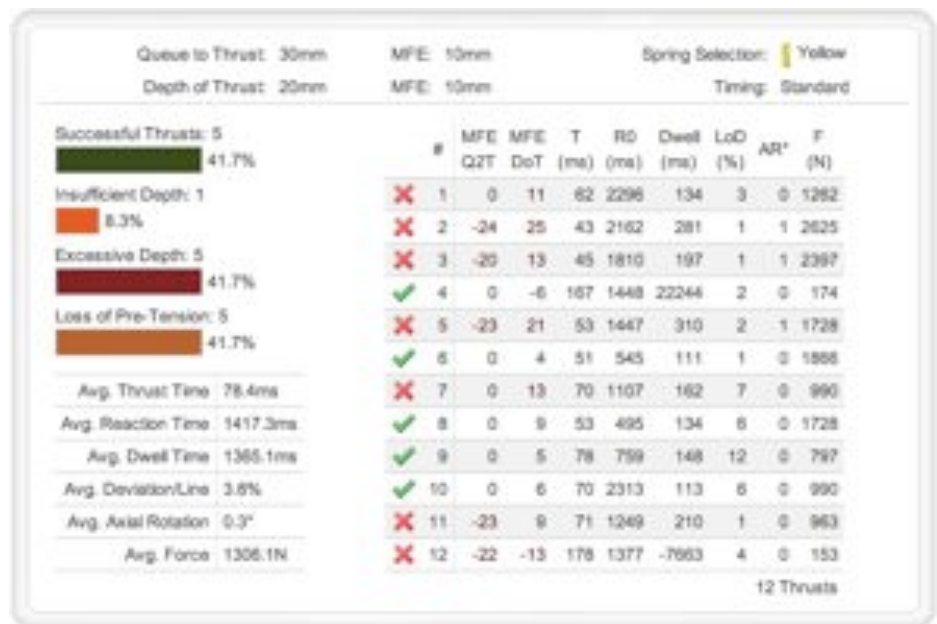 Queue to Thrust: 30mm MFE: 10mm Spring Selection: Yellow
Depth of Thrust: 20mm MFE: 10mm Timing: Standard
Successful Thrusts: 5
41.7%
Insufficient Depth: 1
8.3%
Excessive Depth: 5
41.7%
Loss of Pre-Tension: 5
41.7%
Avg. Thrust Time 78.4ms
Avg. Reaction Time 1417.3ms
Avg. Dwell Time 1365.1ms
Avg. Deviation/Line 3.8%
Avg. Axial Rotation 0.3°
Avg. Force 1306.1N
# MFE Q2T MFE DoT T (ms) R0 (ms) Dwell (ms) LoD (%) AR° F (N)
1 0 11 62 2296 134 3 0 1262
2 -24 25 43 2162 281 1 1 2625
3 -20 13 45 1810 197 1 1 2397
4 0 -6 167 1448 22244 2 0 174
5 -23 21 53 1447 310 2 1 1728
6 0 4 51 545 111 1 0 1866
7 0 13 70 1107 162 7 0 990
8 0 9 53 495 134 6 0 1728
9 0 5 78 759 148 12 0 797
10 0 6 70 2313 113 6 0 990
11 -23 9 71 1249 210 1 0 963
12 -22 -13 178 1377 -7663 4 0 153
12 Thrusts